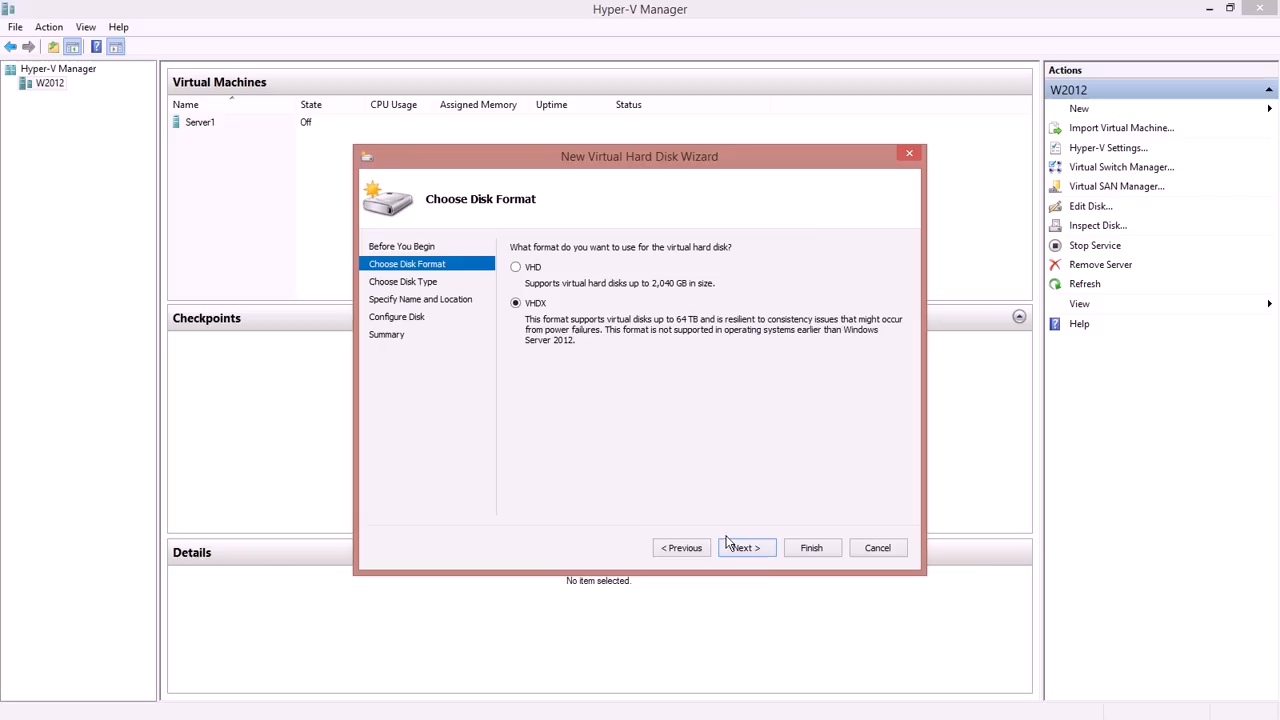 Hyper-V Manager
File Action View Help
Hyper-V Manager
W2012
Virtual Machines
Name State CPU Usage Assigned Memory Uptime Status
Server1 Off
Checkpoints
Details
No item selected.
New Virtual Hard Disk Wizard
Choose Disk Format
Before You Begin
Choose Disk Format
Choose Disk Type
Specify Name and Location
Configure Disk
Summary
What format do you want to use for the virtual hard disk?
VHD
Supports virtual hard disks up to 2,040 GB in size.
VHDX
This format supports virtual disks up to 64 TB and is resilient to consistency issues that might occur
from power failures. This format is not supported in operating systems earlier than Windows
Server 2012.
< Previous Next > Finish Cancel
Actions
W2012
New
Import Virtual Machine...
Hyper-V Settings...
Virtual Switch Manager...
Virtual SAN Manager...
Edit Disk...
Inspect Disk...
Stop Service
Remove Server
Refresh
View
Help